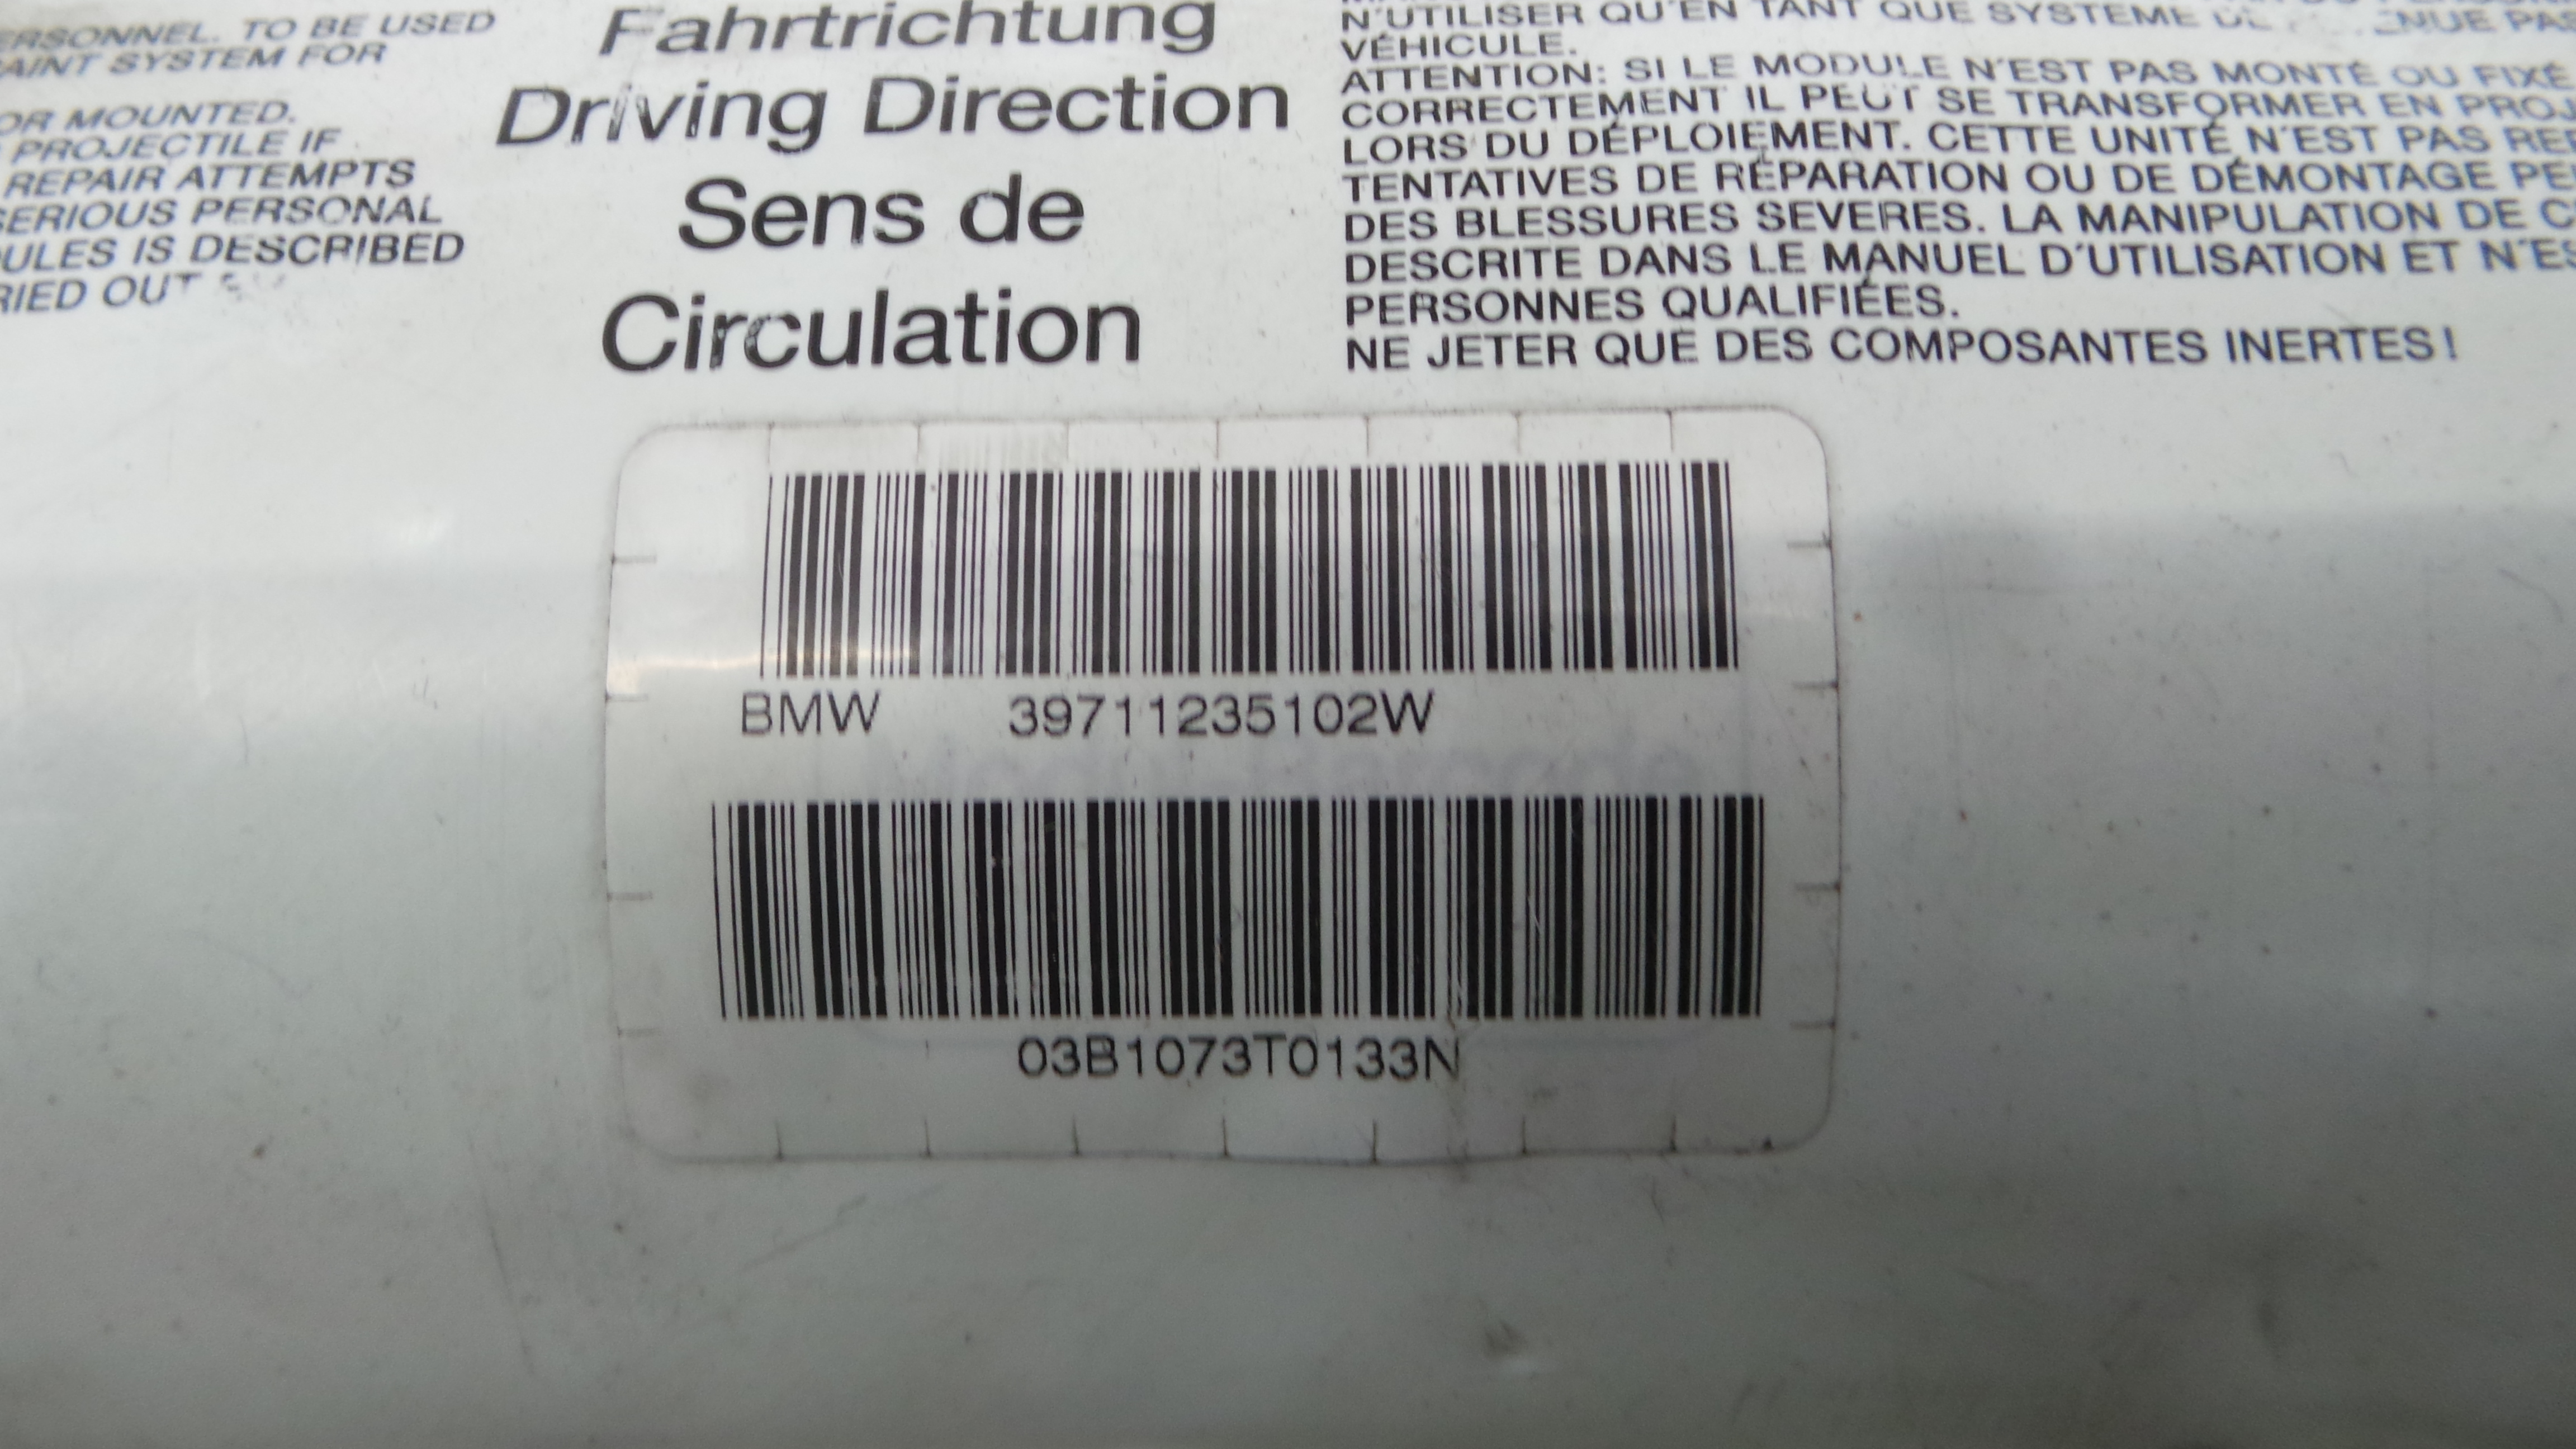 PERSONNEL. TO BE USED
SYSTEM FOR
OR MOUNTED.
PROJECTILE IF
REPAIR ATTEMPTS
SERIOUS PERSONAL
IS DESCRIBED
OUT
Fahrtrichtung
Driving Direction
Sens de
Circulation
N'UTILISER QU'EN TANT QUE SYSTEME
VÉHICULE.
ATTENTION: SI LE MODULE N'EST PAS MONTÉ OU FIXÉ
CORRECTEMENT IL PEUT SE TRANSFORMER EN
LORS DU DÉPLOIEMENT. CETTE UNITÉ N'EST PAS
TENTATIVES DE RÉPARATION OU DE DÉMONTAGE
DES BLESSURES SEVERES. LA MANIPULATION DE
DESCRITE DANS LE MANUEL D'UTILISATION ET
PERSONNES QUALIFIÉES.
NE JETER QUE DES COMPOSANTES INERTES!
BMW 39711235102W
03B1073T0133N